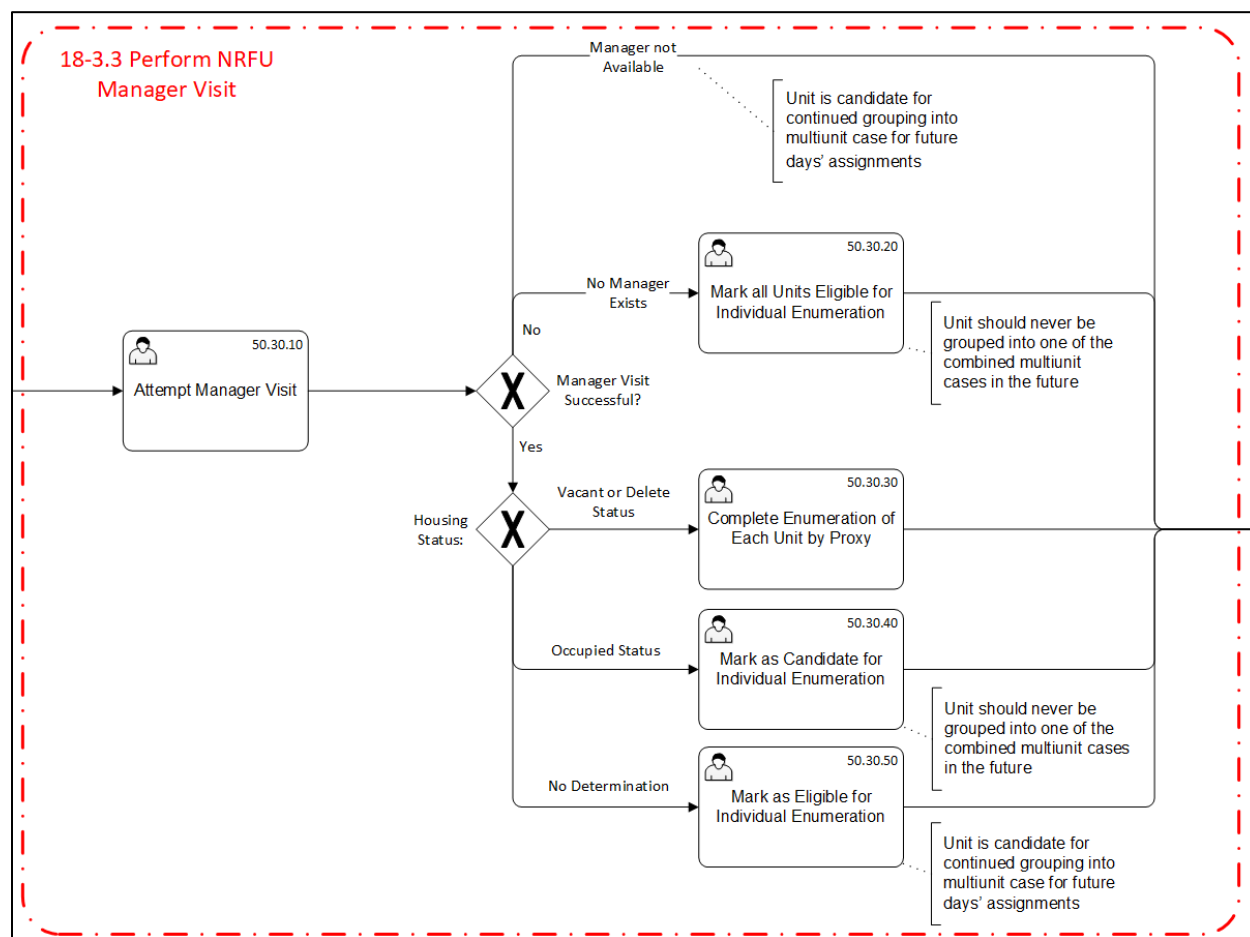 18-3.3 Perform NRFU
Manager Visit
Manager not
Available
Unit is candidate for
continued grouping into
multiunit case for future
days' assignments
50.30.20
No Manager
Exists
Mark all Units Eligible for
Individual Enumeration
Unit should never be
grouped into one of the
combined multiunit
cases in the future
No
50.30.10
Attempt Manager Visit
X
Manager Visit
Successful?
Yes
50.30.30
Vacant or Delete
Status
Housing
Status:
X
Complete Enumeration of
Each Unit by Proxy
50.30.40
Occupied Status
Mark as Candidate for
Individual Enumeration
Unit should never be
grouped into one of the
combined multiunit cases
in the future
50.30.50
No Determination
Mark as Eligible for
Individual Enumeration
Unit is candidate for
continued grouping into
multiunit case for future
days' assignments